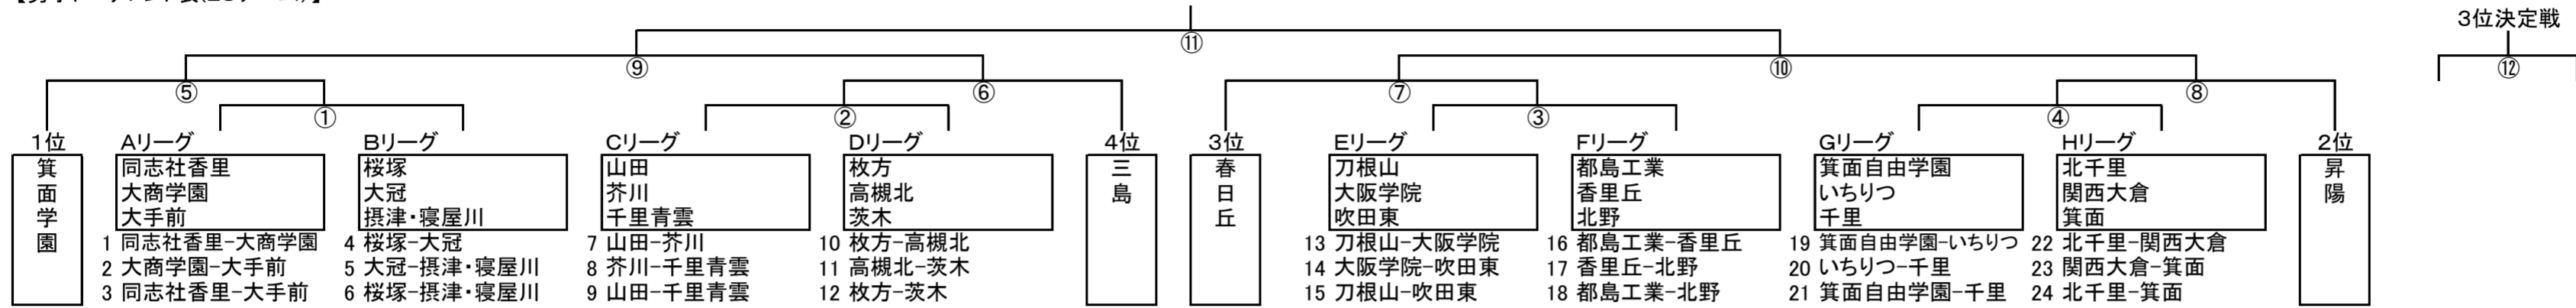 3位決定戦
⑪
⑨
⑩
⑫
⑤
⑥
⑦
⑧
①
②
③
④
1位
箕面学園
Aリーグ
同志社香里
大商学園
大手前
1 同志社香里-大商学園
2 大商学園-大手前
3 同志社香里-大手前
Bリーグ
桜塚
大冠
摂津・寝屋川
4 桜塚-大冠
5 大冠-摂津・寝屋川
6 桜塚-摂津・寝屋川
Cリーグ
山田
芥川
千里青雲
7 山田-芥川
8 芥川-千里青雲
9 山田-千里青雲
Dリーグ
枚方
高槻北
茨木
10 枚方-高槻北
11 高槻北-茨木
12 枚方-茨木
4位
三島
3位
春日丘
Eリーグ
刀根山
大阪学院
吹田東
13 刀根山-大阪学院
14 大阪学院-吹田東
15 刀根山-吹田東
Fリーグ
都島工業
香里丘
北野
16 都島工業-香里丘
17 香里丘-北野
18 都島工業-北野
Gリーグ
箕面自由学園
いちりつ
千里
19 箕面自由学園-いちりつ
20 いちりつ-千里
21 箕面自由学園-千里
Hリーグ
北千里
関西大倉
箕面
22 北千里-関西大倉
23 関西大倉-箕面
24 北千里-箕面
2位
昇陽